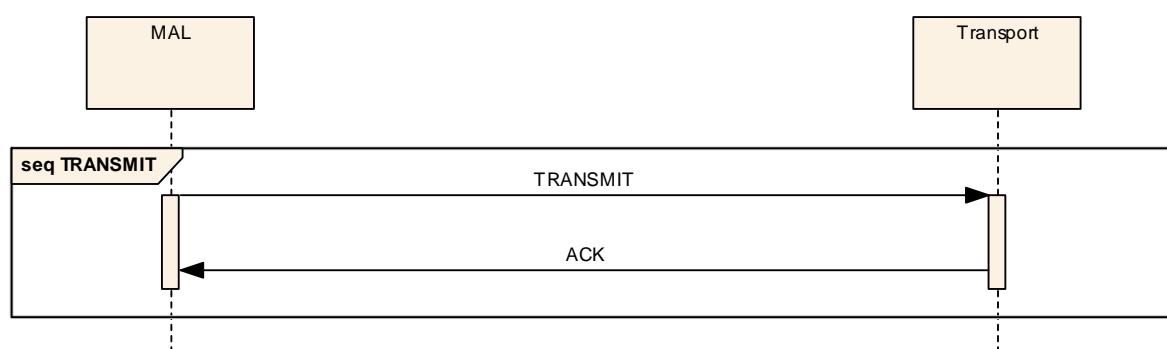 MAL
Transport
seq TRANSMIT
TRANSMIT
ACK